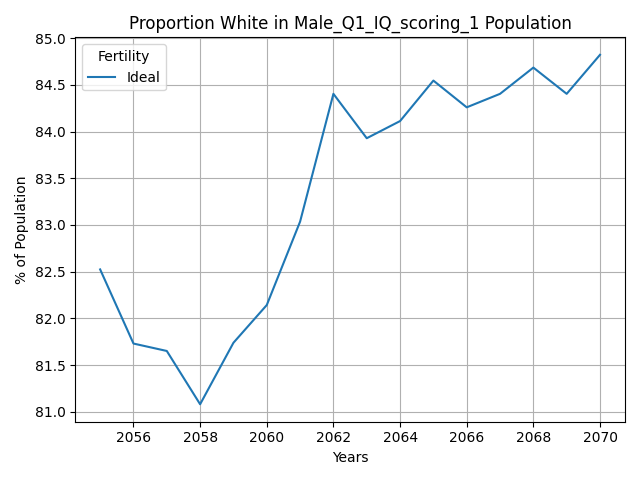 Proportion White in Male_Q1_IQ_scoring_1 Population
Fertility
Ideal
% of Population
85.0
84.5
84.0
83.5
83.0
82.5
82.0
81.5
81.0
2056 2058 2060 2062 2064 2066 2068 2070
Years